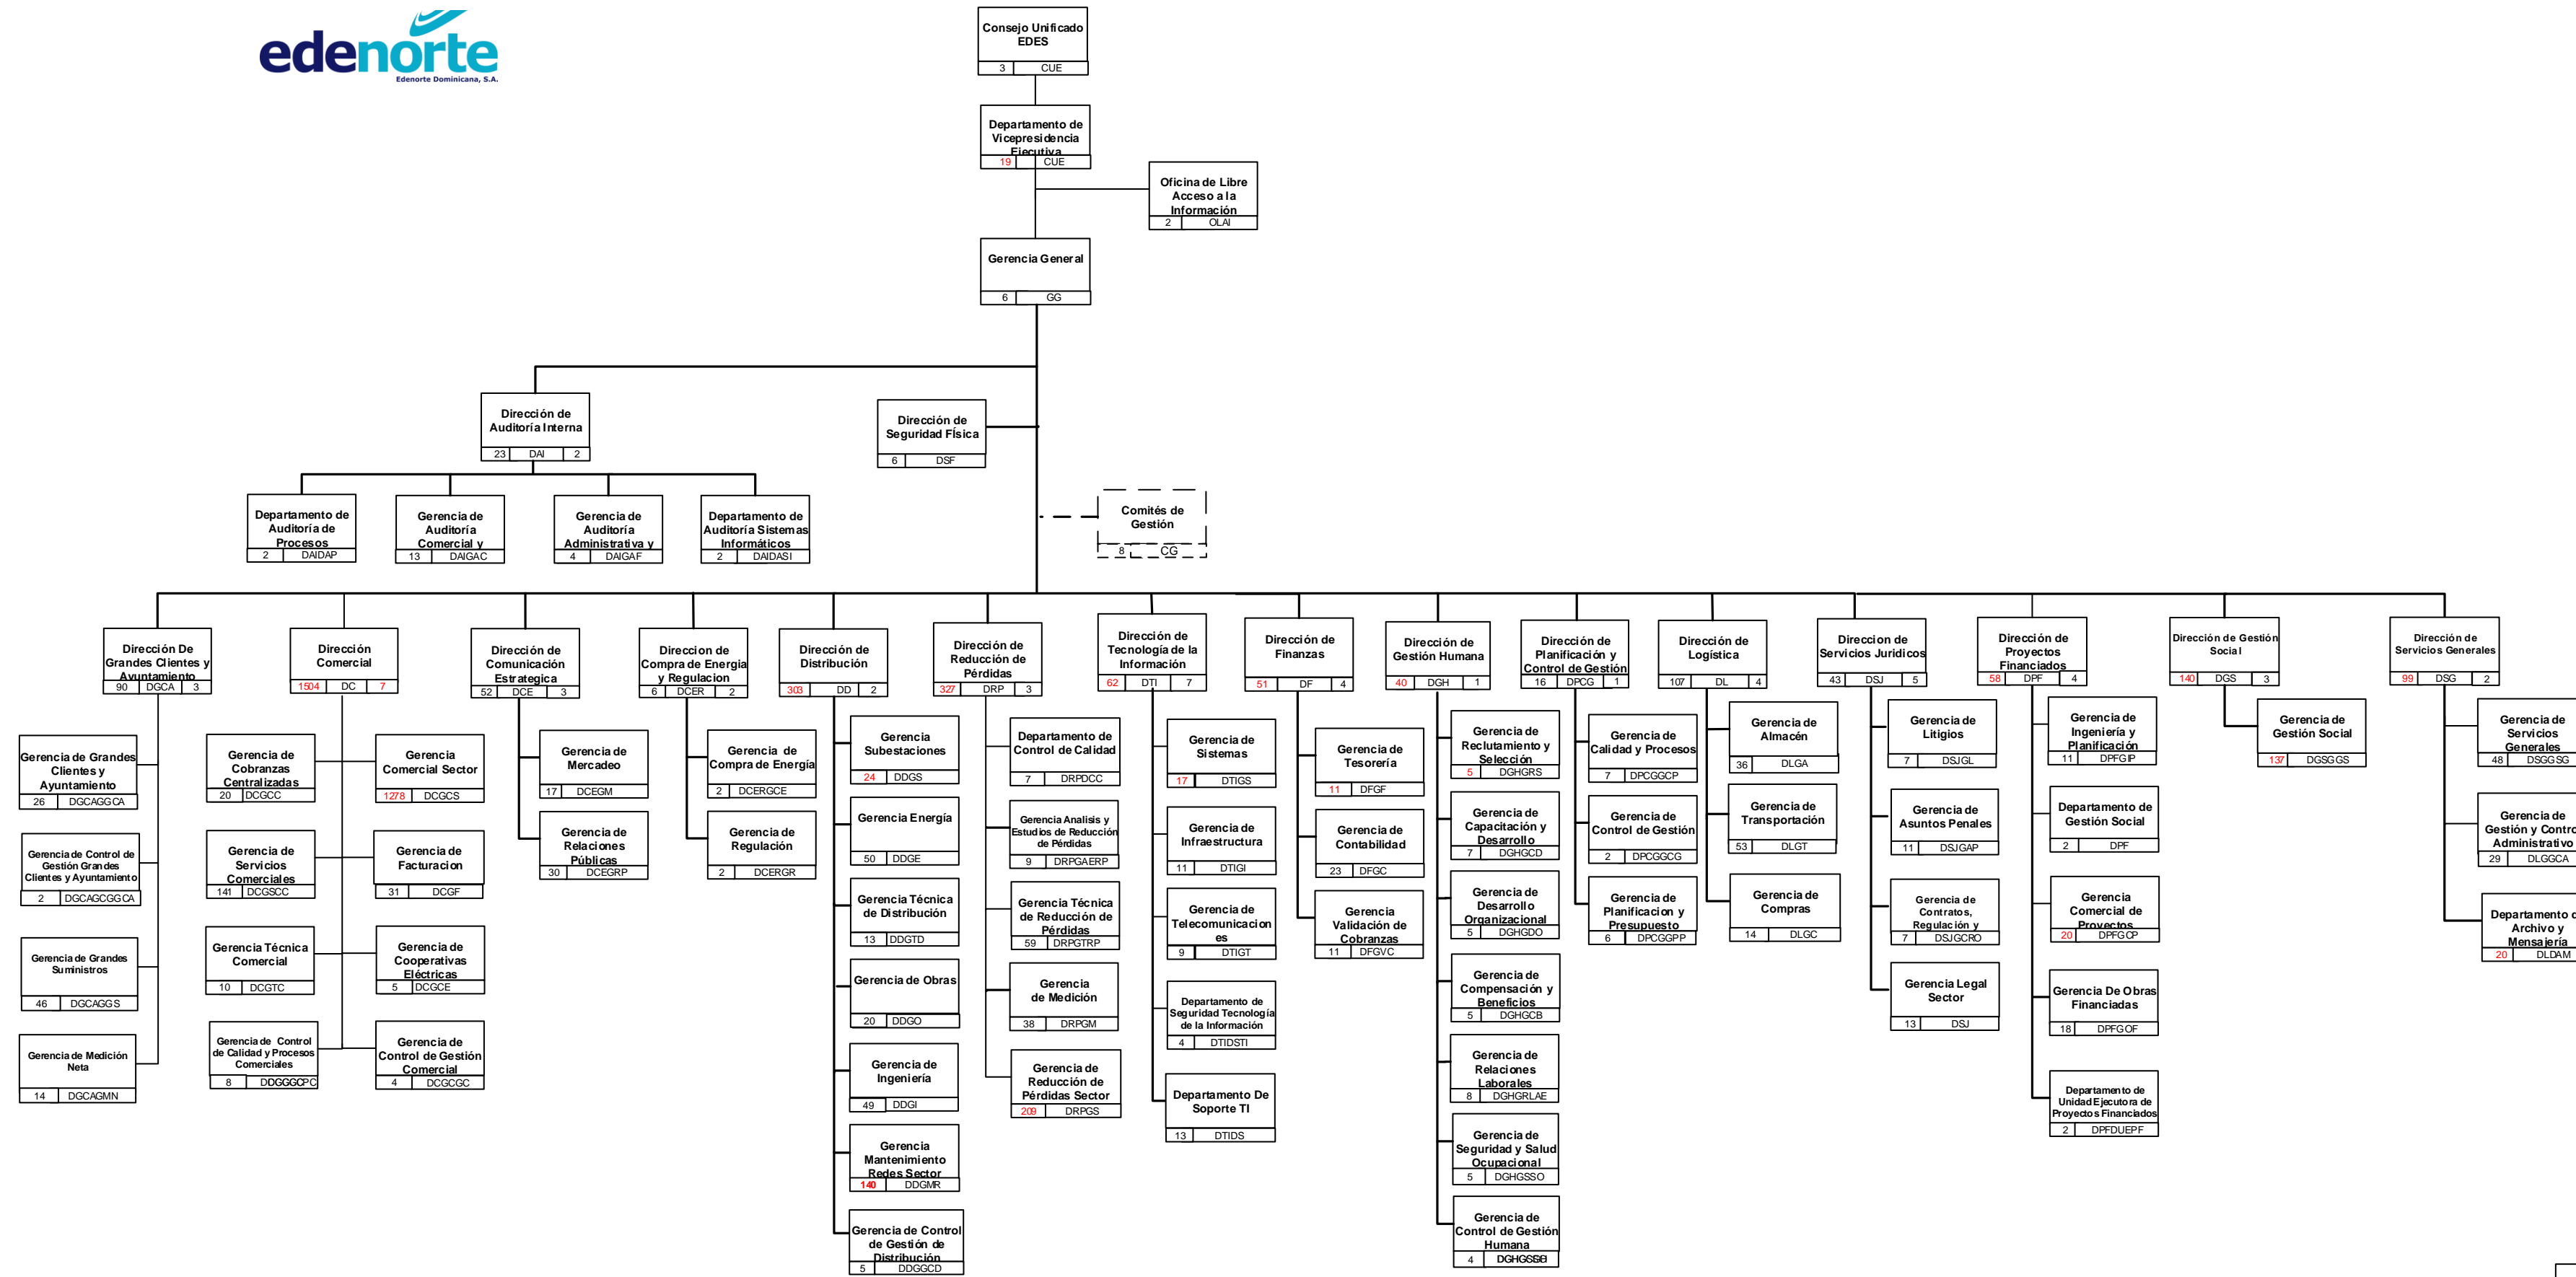 edenorte
Edenorte Dominicana, S.A.
Consejo Unificado
EDES
3 CUE
Departamento de
Vicepresidencia
Ejecutiva
19 CUE
Oficina de Libre
Acceso a la
Información
2 OLAI
Gerencia General
6 GG
Dirección de
Auditoría Interna
23 DAI 2
Dirección de
Seguridad FÍsica
6 DSF
Departamento de
Auditoría de
Procesos
2 DAIDAP
Gerencia de
Auditoría
Comercial y
13 DAIGAC
Gerencia de
Auditoría
Administrativa y
4 DAIGAF
Departamento de
Auditoría Sistemas
Informáticos
2 DAIDASI
Comités de
Gestión
8 CG
Dirección De
Grandes Clientes y
Ayuntamiento
90 DGCA 3
Gerencia de Grandes
Clientes y
Ayuntamiento
26 DGCAGGCA
Gerencia de Control de
Gestión Grandes
Clientes y Ayuntamiento
2 DGCAGCGGCA
Gerencia de Grandes
Suministros
46 DGCAGGS
Gerencia de Medición
Neta
14 DGCAGMN
Dirección
Comercial
1504 DC 7
Gerencia de
Cobranzas
Centralizadas
20 DCGCC
Gerencia
Comercial Sector
1278 DCGCS
Gerencia de
Servicios
Comerciales
141 DCGSCC
Gerencia de
Facturacion
31 DCGF
Gerencia Técnica
Comercial
10 DCGTC
Gerencia de
Cooperativas
Eléctricas
5 DCGCE
Gerencia de Control
de Calidad y Procesos
Comerciales
8
Gerencia de
Control de Gestión
Comercial
4 DCGCGC
Dirección de
Comunicación
Estrategica
52 DCE 3
Gerencia de
Mercadeo
17 DCEGM
Gerencia de
Relaciones
Públicas
30 DCEGRP
Direccion de
Compra de Energia
y Regulacion
6 DCER 2
Gerencia de
Compra de Energía
2 DCERGCE
Gerencia de
Regulación
2 DCERGR
Dirección de
Distribución
303 DD 2
Gerencia
Subestaciones
24 DDGS
Gerencia Energía
50 DDGE
Gerencia Técnica
de Distribución
13 DDGTD
Gerencia de Obras
20 DDGO
Gerencia de
Ingeniería
49 DDGI
Gerencia
Mantenimiento
Redes Sector
140 DDGMR
Gerencia de Control
de Gestión de
Distribución
5 DDGGCD
Dirección de
Reducción de
Pérdidas
327 DRP 3
Departamento de
Control de Calidad
7 DRPDCC
Gerencia Analisis y
Estudios de Reducción
de Pérdidas
9 DRPGAERP
Gerencia Técnica
de Reducción de
Pérdidas
59 DRPGTRP
Gerencia
de Medición
38 DRPGM
Gerencia de
Reducción de
Pérdidas Sector
209 DRPGS
Dirección de
Tecnología de la
Información
62 DTI 7
Gerencia de
Sistemas
17 DTIGS
Gerencia de
Infraestructura
11 DTIGI
Gerencia de
Telecomunicacion
es
9 DTIGT
Departamento de
Seguridad Tecnología
de la Información
4 DTIDSTI
Departamento De
Soporte TI
13 DTIDS
Dirección de
Finanzas
51 DF 4
Gerencia de
Tesorería
11 DFGF
Gerencia de
Contabilidad
23 DFGC
Gerencia
Validación de
Cobranzas
11 DFGVC
Dirección de
Gestión Humana
40 DGH 1
Gerencia de
Reclutamiento y
Selección
5 DGHGRS
Gerencia de
Capacitación y
Desarrollo
7 DGHGCD
Gerencia de
Desarrollo
Organizacional
5 DGHGDO
Gerencia de
Compensación y
Beneficios
5 DGHGCB
Gerencia de
Relaciones
Laborales
8 DGHGRLAE
Gerencia de
Seguridad y Salud
Ocupacional
5 DGHGSSO
Gerencia de
Control de Gestión
Humana
4
Dirección de
Planificación y
Control de Gestión
16 DPCG 1
Gerencia de
Calidad y Procesos
7 DPCGGCP
Gerencia de
Control de Gestión
2 DPCGGCG
Gerencia de
Planificacion y
Presupuesto
6 DPCGGPP
Dirección de
Logística
107 DL 4
Gerencia de
Almacén
36 DLGA
Gerencia de
Transportación
53 DLGT
Gerencia de
Compras
14 DLGC
Direccion de
Servicios Juridicos
43 DSJ 5
Gerencia de
Litigios
7 DSJGL
Gerencia de
Asuntos Penales
11 DSJGAP
Gerencia de
Contratos,
Regulación y
7 DSJGCRO
Gerencia Legal
Sector
13 DSJ
Dirección de
Proyectos
Financiados
58 DPF 4
Gerencia de
Ingeniería y
Planificación
11 DPFGIP
Departamento de
Gestión Social
2 DPF
Gerencia
Comercial de
Proyectos
20 DPFGCP
Gerencia De Obras
Financiadas
18 DPFGOF
Departamento de
Unidad Ejecutora de
Proyectos Financiados
2 DPFDUEPF
Dirección de Gestión
Social
140 DGS 3
Gerencia de
Gestión Social
137 DGSGGS
Dirección de
Servicios Generales
99 DSG 2
Gerencia de
Servicios
Generales
48 DSGGSG
Gerencia de
Gestión y Contro
Administrativo
29 DLGGCA
Departamento d
Archivo y
Mensajería
20 DLDAM